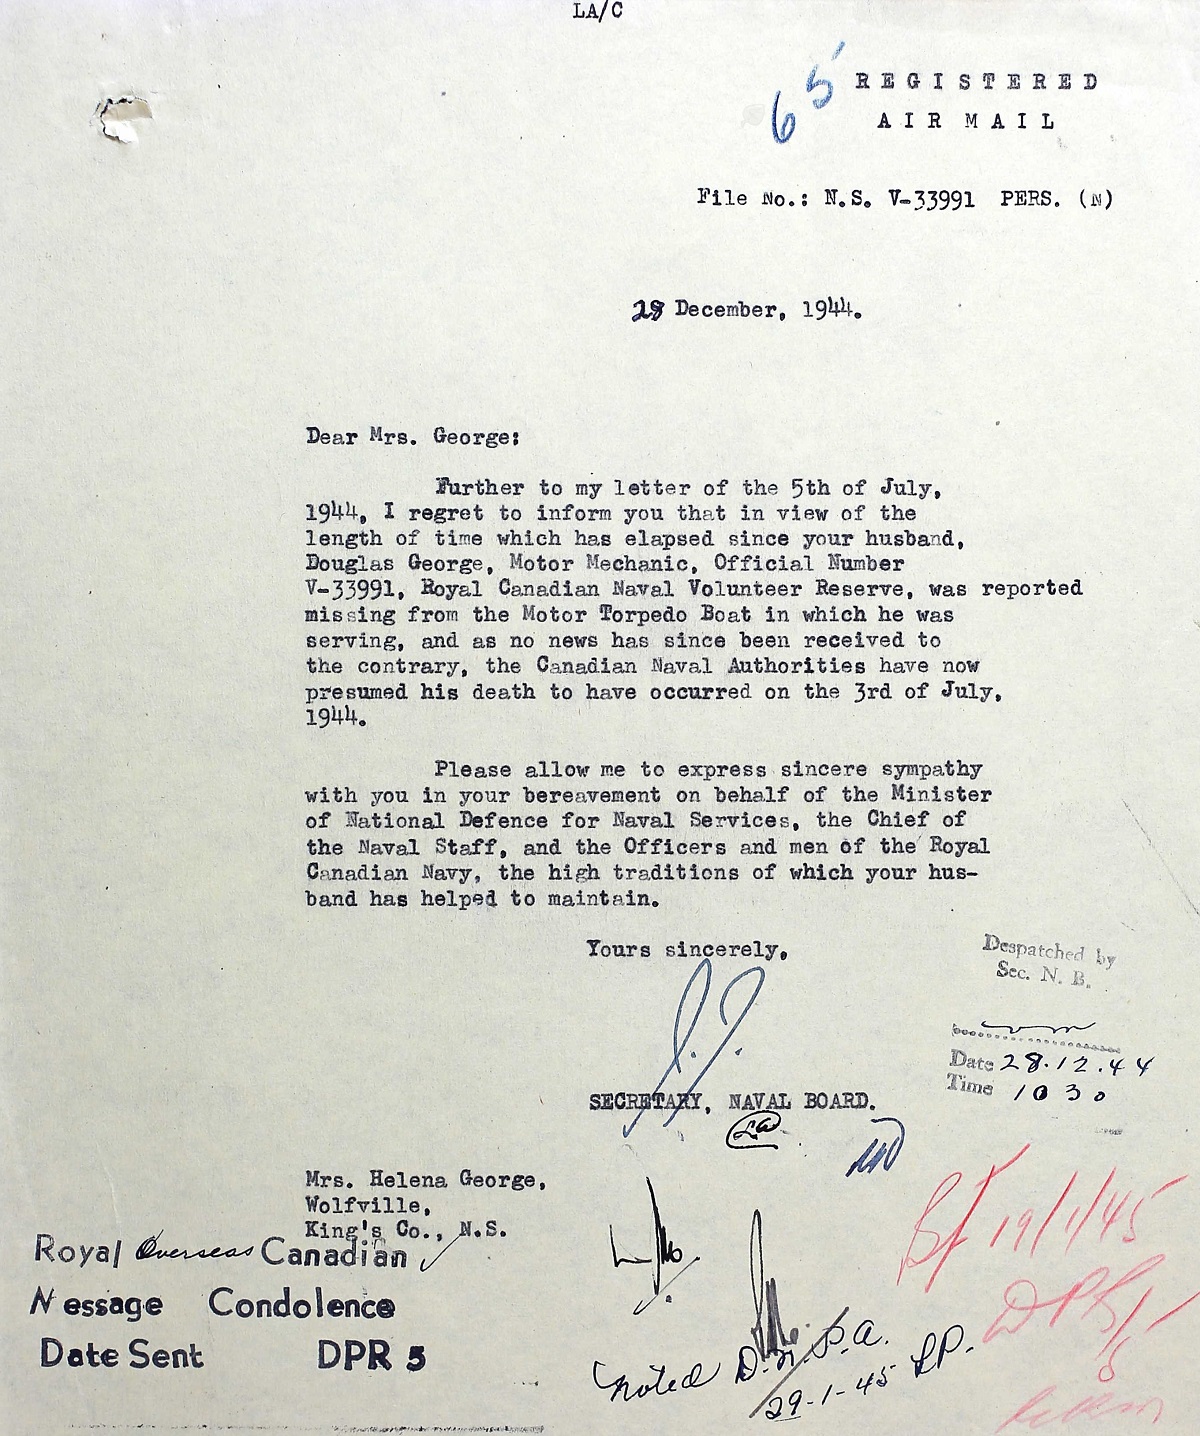 LA/C
65
REGISTERED
AIR MAIL
File No.: N.S. V-33991 PERS. (N)
28 December, 1944.
Dear Mrs. George:
Further to my letter of the 5th of July,
1944, I regret to inform you that in view of the
length of time which has elapsed since your husband,
Douglas George, Motor Mechanic, Official Number
V-33991, Royal Canadian Naval Volunteer Reserve, was reported
missing from the Motor Torpedo Boat in which he was
serving, and as no news has since been received to
the contrary, the Canadian Naval Authorities have now
presumed his death to have occurred on the 3rd of July,
1944.
Please allow me to express sincere sympathy
with you in your bereavement on behalf of the Minister
of National Defence for Naval Services, the Chief of
the Naval Staff, and the Officers and men of the Royal
Canadian Navy, the high traditions of which your hus-
band has helped to maintain.
Yours sincerely,
Despatched by
Sec. N. B.
Date 28.12.44
Time 1030
SECRETARY, NAVAL BOARD.
Mrs. Helena George,
Wolfville,
King's Co., N.S.
Royal Overseas Canadian
Message Condolence
Date Sent DPR 5
BF 19/1/45
noted D.N.P.A.
29-1-45 LP.